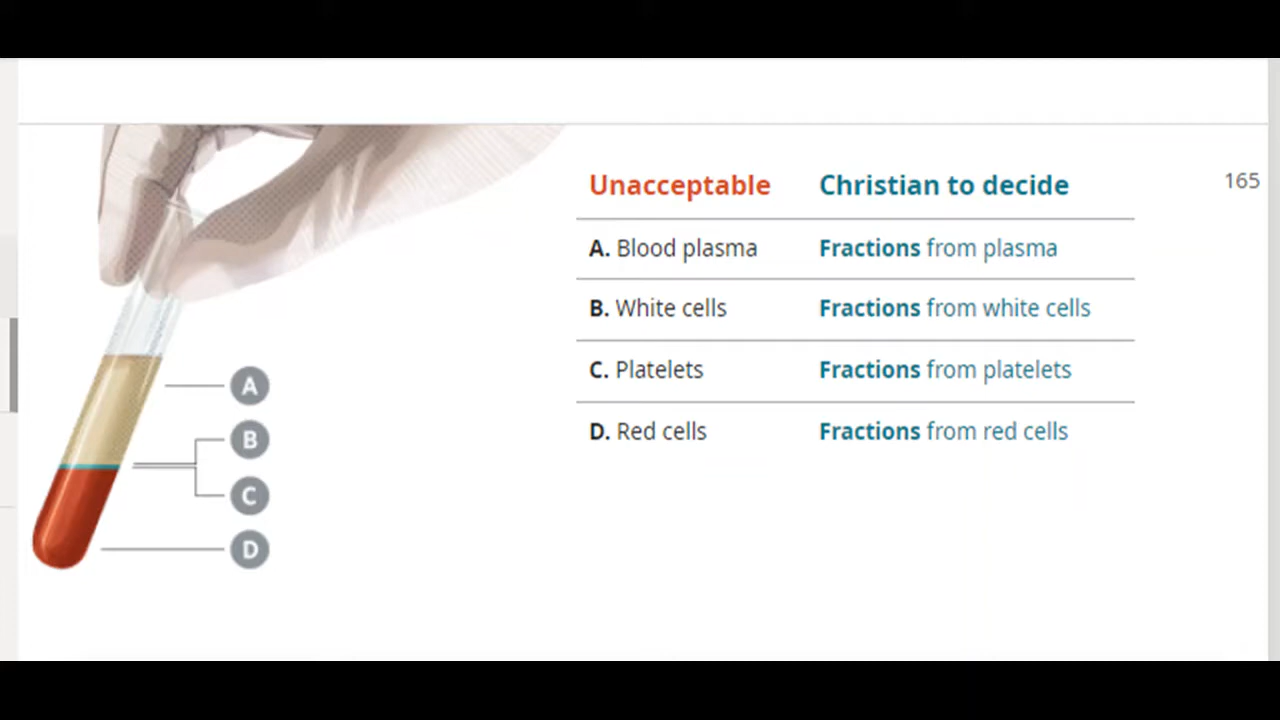 Unacceptable Christian to decide
165
A. Blood plasma Fractions from plasma
B. White cells Fractions from white cells
C. Platelets Fractions from platelets
D. Red cells Fractions from red cells
A
B
C
D